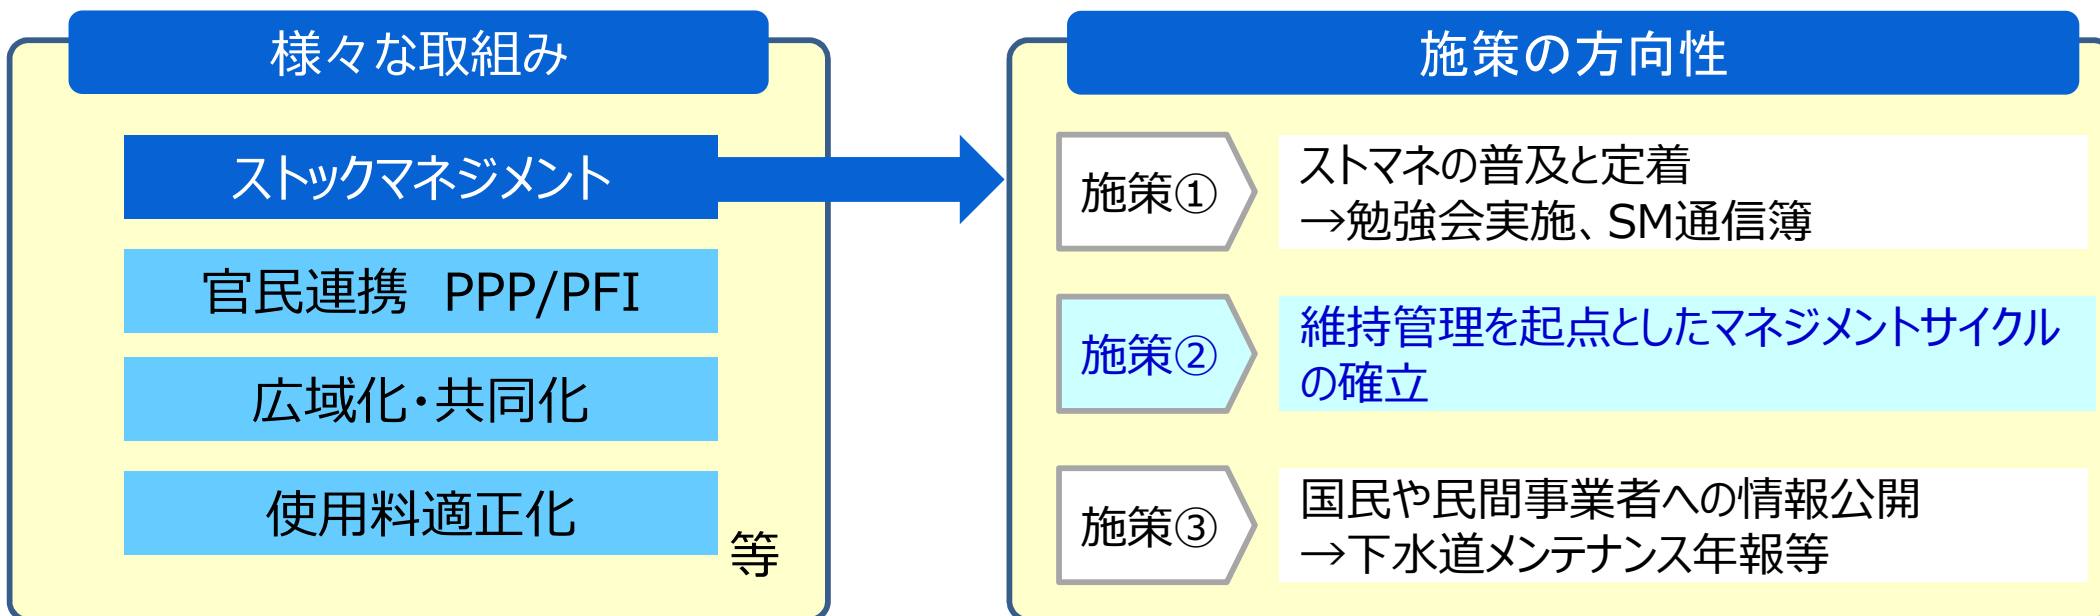 様々な取組み
ストックマネジメント
官民連携　PPP/PFI
広域化・共同化
使用料適正化
等
施策の方向性
施策①
ストマネの普及と定着
→勉強会実施、SM通信簿
施策②
維持管理を起点としたマネジメントサイクル
の確立
施策③
国民や民間事業者への情報公開
→下水道メンテナンス年報等